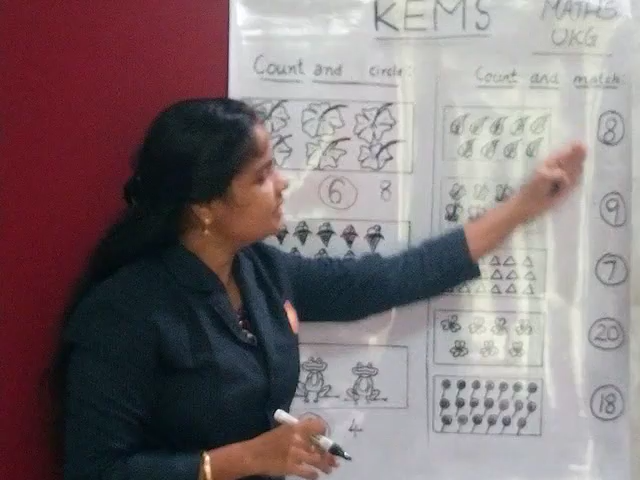 KEMS
MATHS
UKG
Count and circle:
Count and match:
6 8
4
8
9
7
20
18